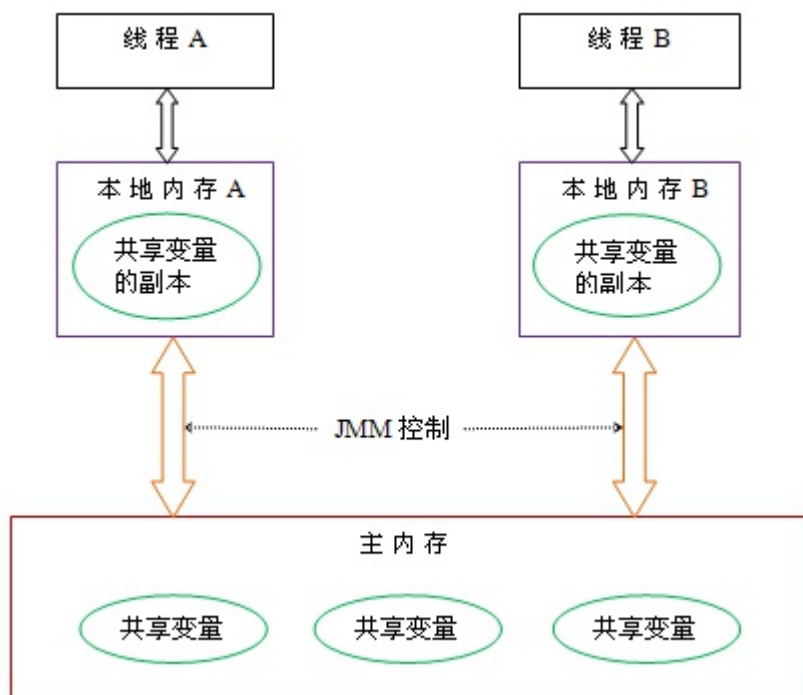 线程 A
线程 B
本地内存 A
本地内存 B
共享变量
的副本
共享变量
的副本
JMM 控制
主内存
共享变量
共享变量
共享变量